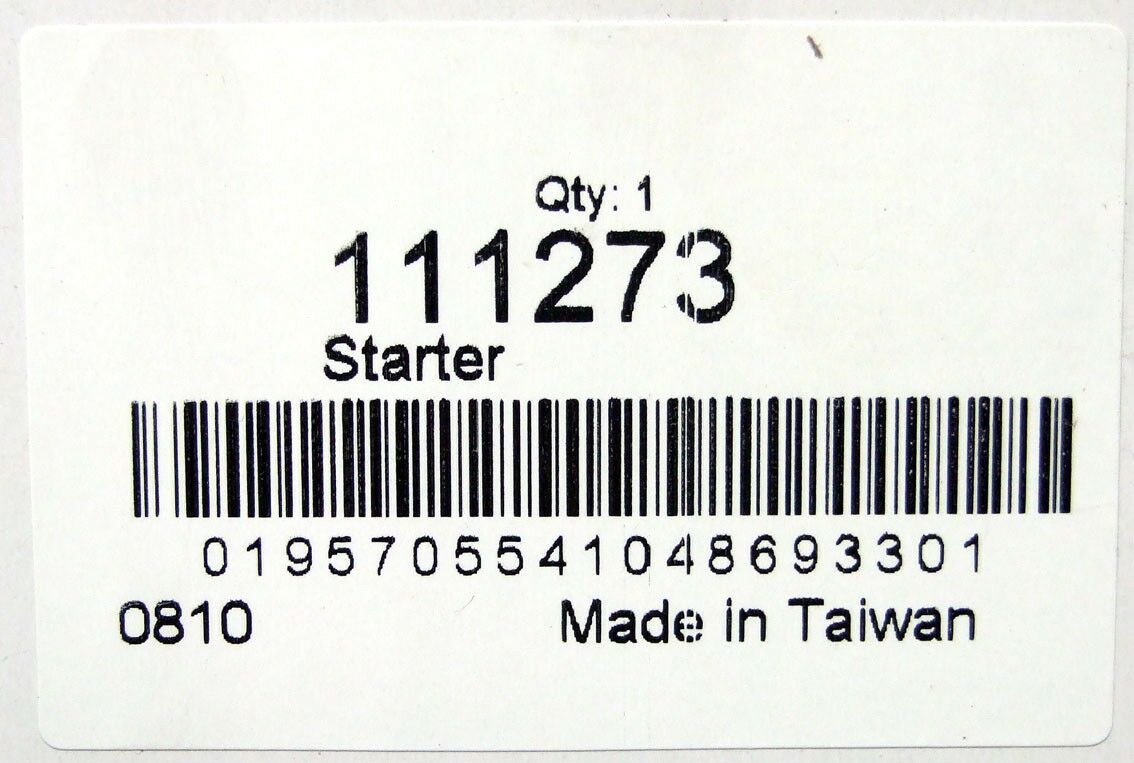 Qty: 1
111273
Starter
0195705541048693301
0810 Made in Taiwan